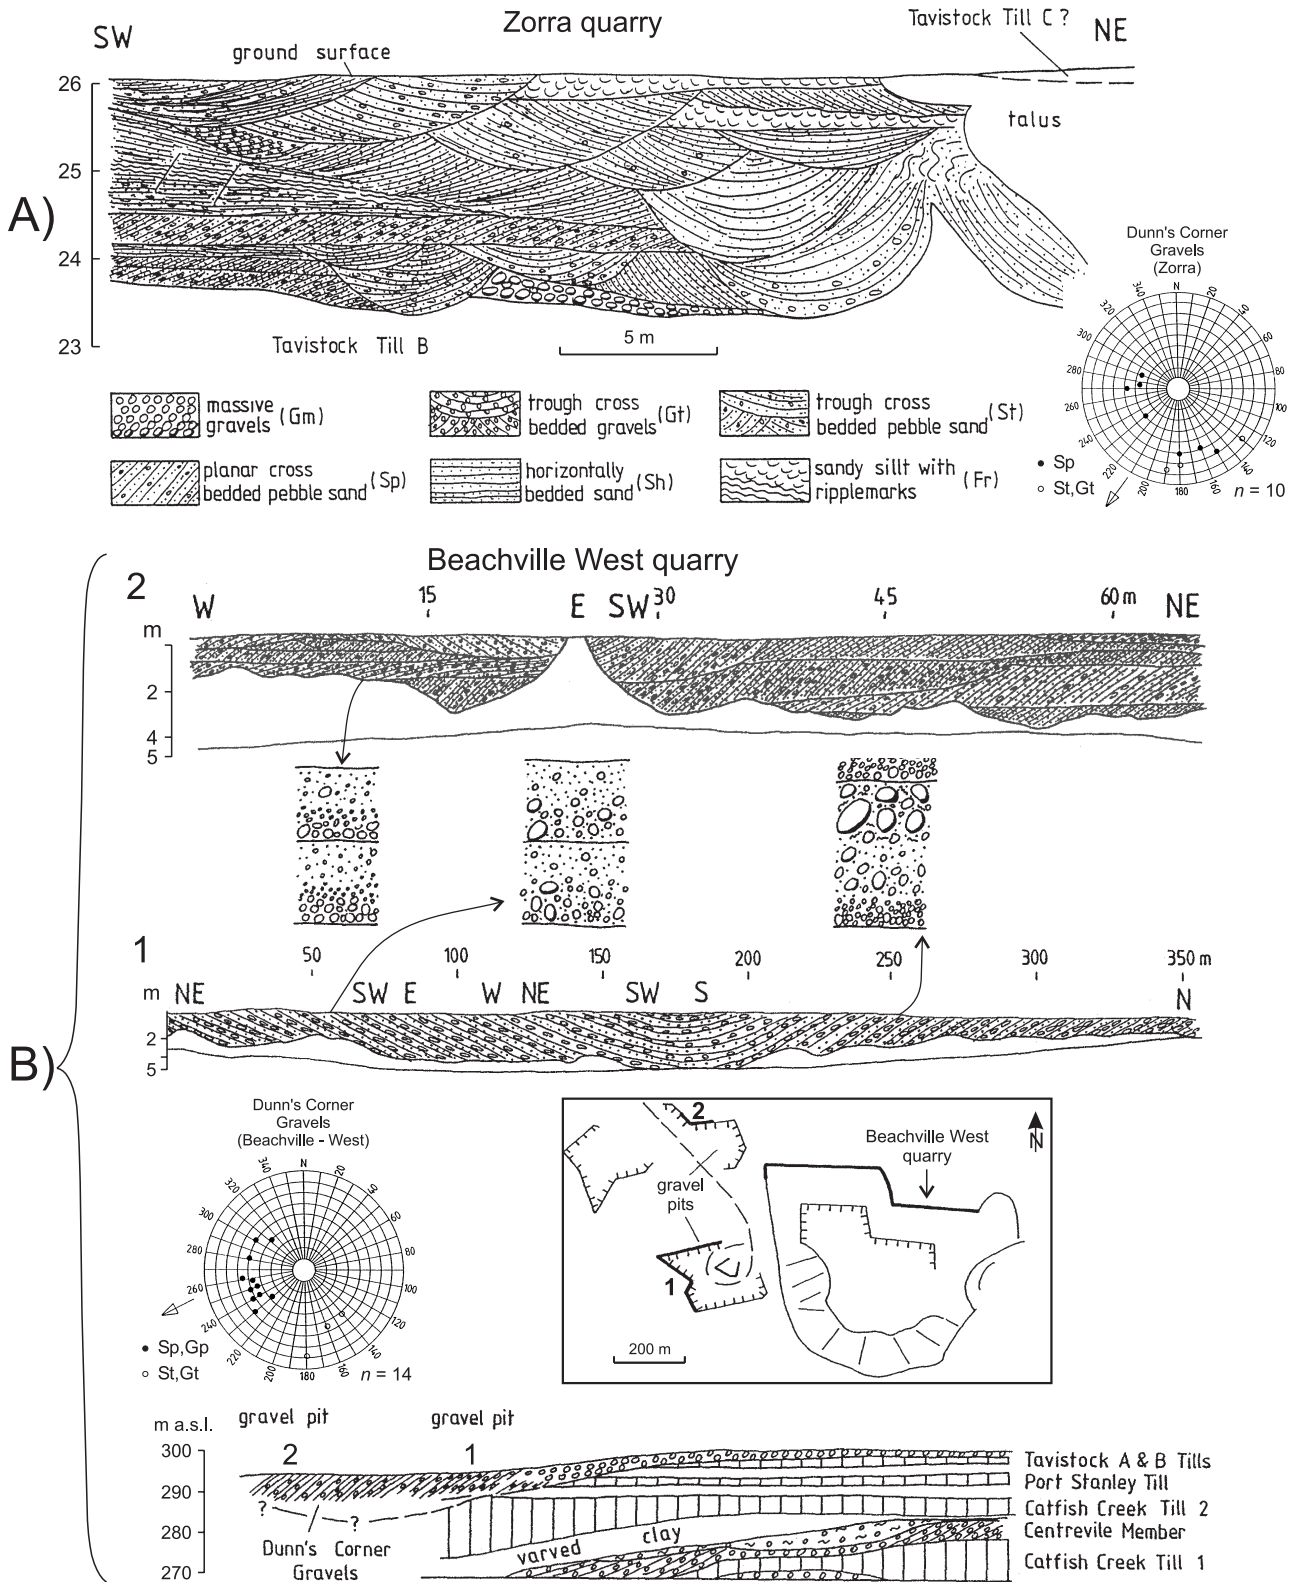 SW
Zorra quarry
Tavistock Till C ?
NE
ground surface
26
25
24
23
A)
talus
Tavistock Till B
5 m
Dunn's Corner
Gravels
(Zorra)
N
20
40
60
80
100
120
140
160
180
200
220
240
260
280
300
320
340
Sp
St,Gt
n = 10
massive
gravels (Gm)
trough cross
bedded gravels (Gt)
trough cross
bedded pebble sand (St)
planar cross
bedded pebble sand (Sp)
horizontally
bedded sand (Sh)
sandy sillt with
ripplemarks (Fr)
Beachville West quarry
2
W
15
E
SW
30
45
60 m
NE
m
2
4
5
1
50
100
150
200
250
300
350 m
m
NE
SW
E
W
NE
SW
S
N
2
5
B)
Dunn's Corner
Gravels
(Beachville - West)
N
20
40
60
80
100
120
140
160
180
200
220
240
260
280
300
320
340
Sp,Gp
St,Gt
n = 14
2
Beachville West
quarry
N
gravel
pits
1
200 m
m a.s.l.
gravel pit
gravel pit
300
290
280
270
2
1
?
?
Dunn's Corner
Gravels
varved clay
Tavistock A & B Tills
Port Stanley Till
Catfish Creek Till 2
Centrevile Member
Catfish Creek Till 1